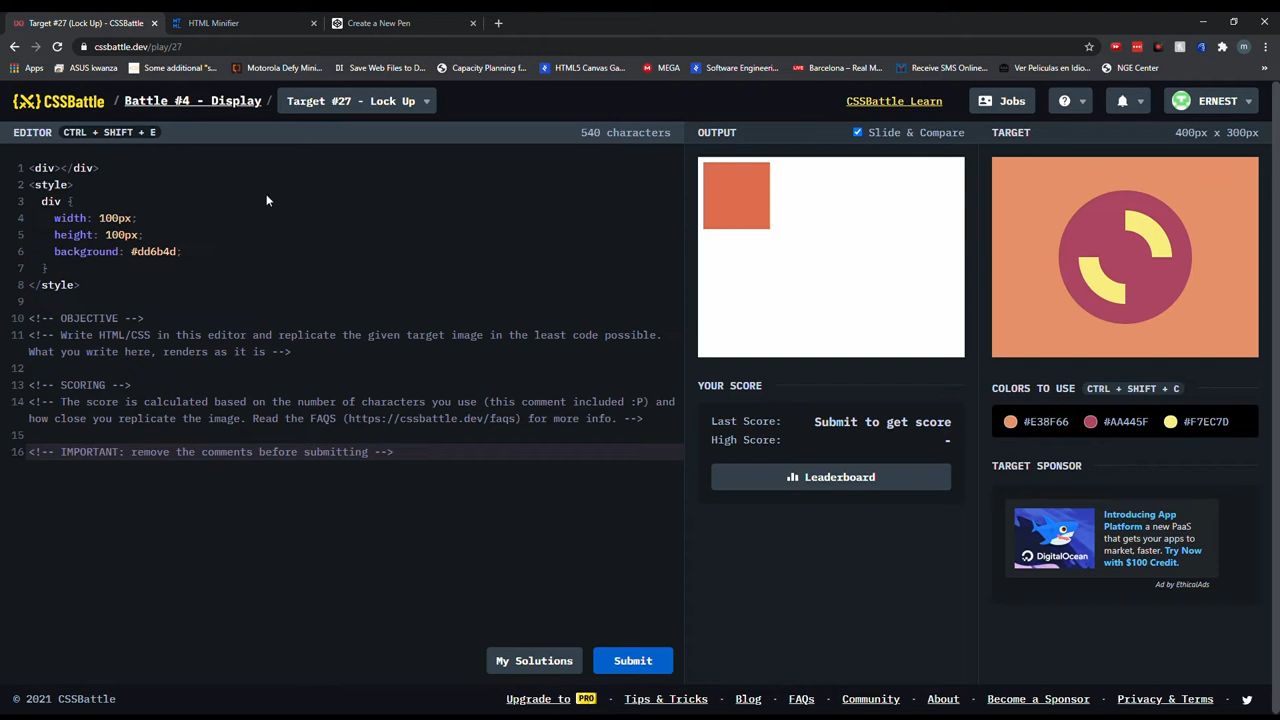 Target #27 (Lock Up) - CSSBattle
HTML Minifier
Create a New Pen
cssbattle.dev/play/27
Apps
ASUS kwanza
Some additional "s...
Motorola Defy Mini...
Save Web Files to D...
Capacity Planning f...
HTML5 Canvas Ga...
MEGA
Software Engineeri...
Barcelona – Real M...
Receive SMS Online...
Ver Peliculas en Idio...
NGE Center
»
CSSBATTLE / Battle #4 - Display / Target #27 - Lock Up
CSSBattle Learn
Jobs
ERNEST
EDITOR CTRL + SHIFT + E
540 characters
OUTPUT
Slide & Compare
TARGET
400px x 300px
1 <div></div>
2 <style>
3 div {
4 width: 100px;
5 height: 100px;
6 background: #dd6b4d;
7 }
8 </style>
9
10 <!-- OBJECTIVE -->
11 <!-- Write HTML/CSS in this editor and replicate the given target image in the least code possible.
What you write here, renders as it is -->
12
13 <!-- SCORING -->
14 <!-- The score is calculated based on the number of characters you use (this comment included :P) and
how close you replicate the image. Read the FAQS (https://cssbattle.dev/faqs) for more info. -->
15
16 <!-- IMPORTANT: remove the comments before submitting -->
YOUR SCORE
Last Score: Submit to get score
High Score: -
Leaderboard
COLORS TO USE CTRL + SHIFT + C
#E38F66 #AA445F #F7EC7D
TARGET SPONSOR
DigitalOcean
Introducing App
Platform a new PaaS
that gets your apps to
market, faster. Try Now
with $100 Credit.
Ad by EthicalAds
My Solutions
Submit
© 2021 CSSBattle
Upgrade to PRO
Tips & Tricks
Blog
FAQs
Community
About
Become a Sponsor
Privacy & Terms